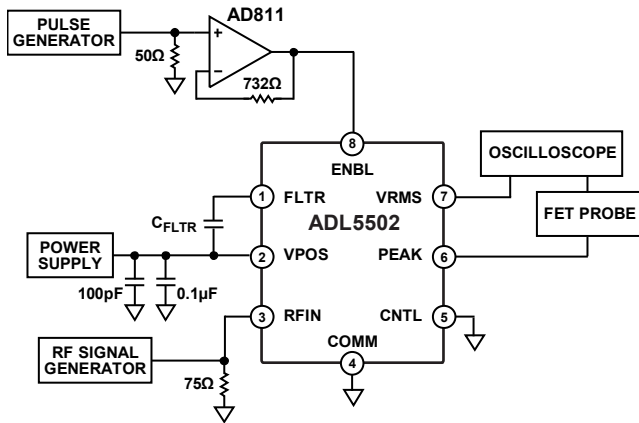 AD811
PULSE
GENERATOR
50Ω
+
−
732Ω
8
ENBL
OSCILLOSCOPE
1
FLTR
VRMS
7
C_FLTR
ADL5502
FET PROBE
POWER
SUPPLY
2
VPOS
PEAK
6
100pF
0.1µF
3
RFIN
CNTL
5
RF SIGNAL
GENERATOR
COMM
4
75Ω